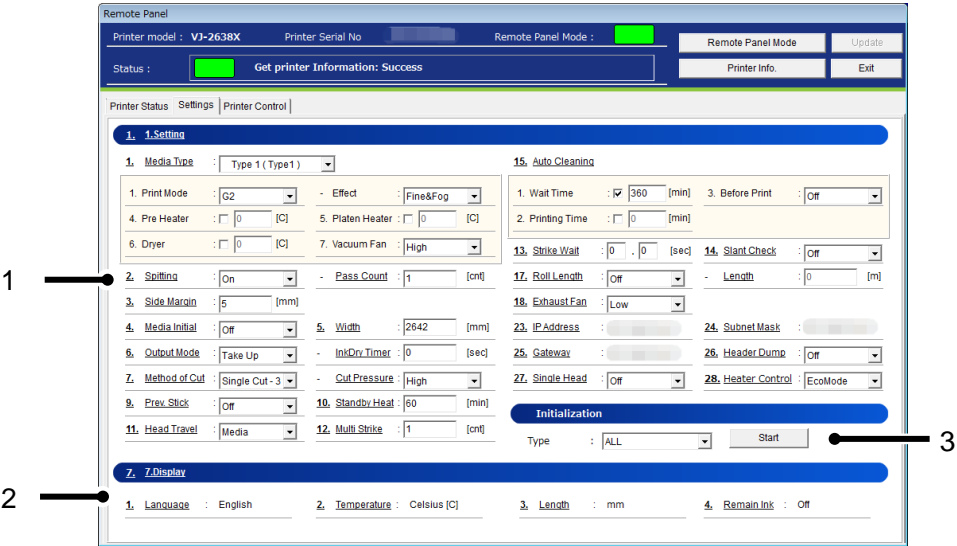 Remote Panel
Printer model : VJ-2638X Printer Serial No Remote Panel Mode : Remote Panel Mode Update
Status : Get printer Information: Success Printer Info. Exit
Printer Status Settings Printer Control
1. 1.Setting
1. Media Type : Type 1 ( Type1 ) 15. Auto Cleaning
1. Print Mode : G2 - Effect : Fine&Fog 1. Wait Time : 360 [min] 3. Before Print : Off
4. Pre Heater : 0 [C] 5. Platen Heater : 0 [C] 2. Printing Time : 0 [min]
6. Dryer : 0 [C] 7. Vacuum Fan : High 13. Strike Wait : 0 . 0 [sec] 14. Slant Check : Off
1 2. Spitting : On - Pass Count : 1 [cnt] 17. Roll Length : Off - Length : 0 [m]
3. Side Margin : 5 [mm] 18. Exhaust Fan : Low
4. Media Initial : Off 5. Width : 2642 [mm] 23. IP Address : 24. Subnet Mask :
6. Output Mode : Take Up - InkDry Timer : 0 [sec] 25. Gateway : 26. Header Dump : Off
7. Method of Cut : Single Cut - 3 - Cut Pressure : High 27. Single Head : Off 28. Heater Control : EcoMode
9. Prev. Stick : Off 10. Standby Heat : 60 [min] Initialization
11. Head Travel : Media 12. Multi Strike : 1 [cnt] Type : ALL Start 3
7. 7.Display
2 1. Language : English 2. Temperature : Celsius [C] 3. Length : mm 4. Remain Ink : Off